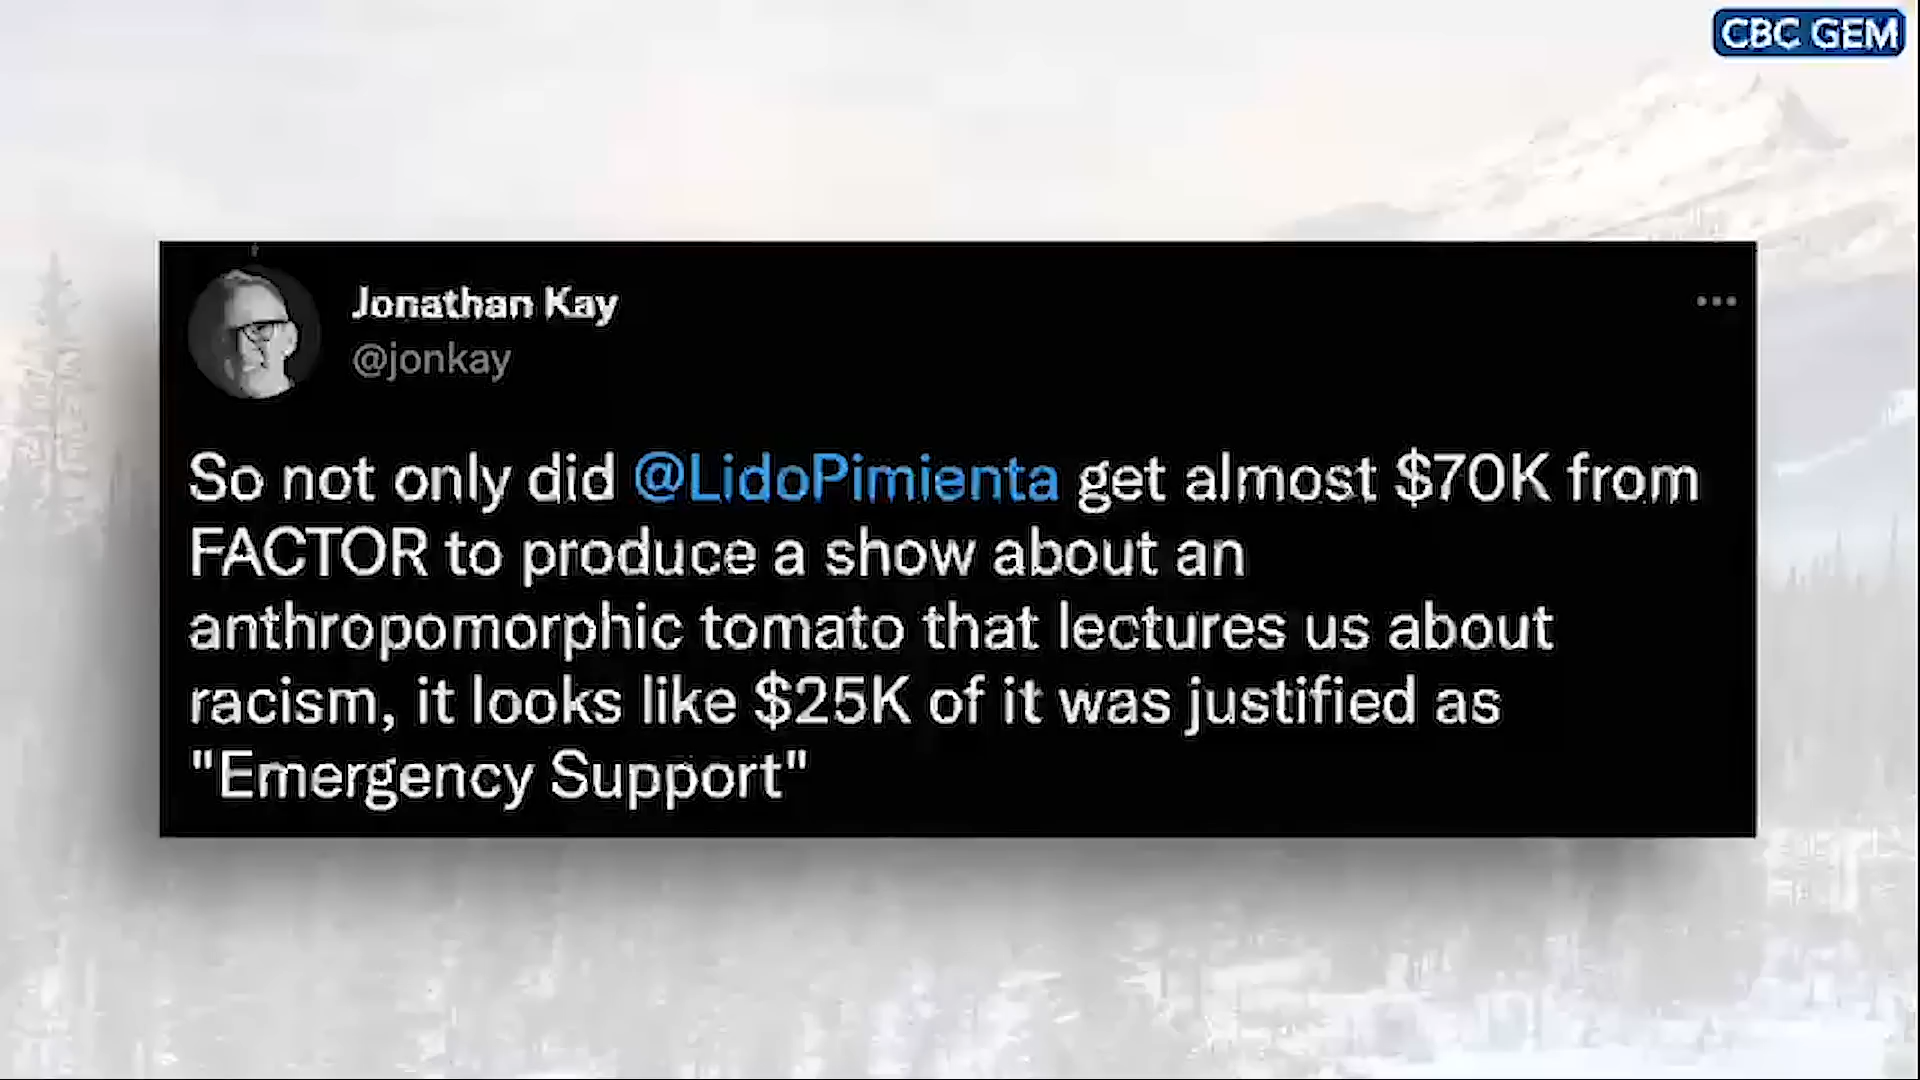 CBC GEM
Jonathan Kay
@jonkay
So not only did @LidoPimienta get almost $70K from
FACTOR to produce a show about an
anthropomorphic tomato that lectures us about
racism, it looks like $25K of it was justified as
"Emergency Support"